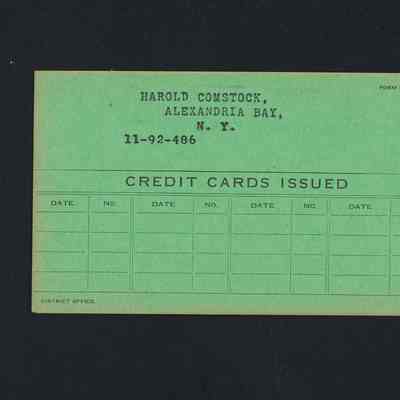 FORM
HAROLD COMSTOCK,
ALEXANDRIA BAY,
N. Y.
11-92-486
CREDIT CARDS ISSUED
DATE NO. DATE NO. DATE NO. DATE
DISTRICT OFFICE.